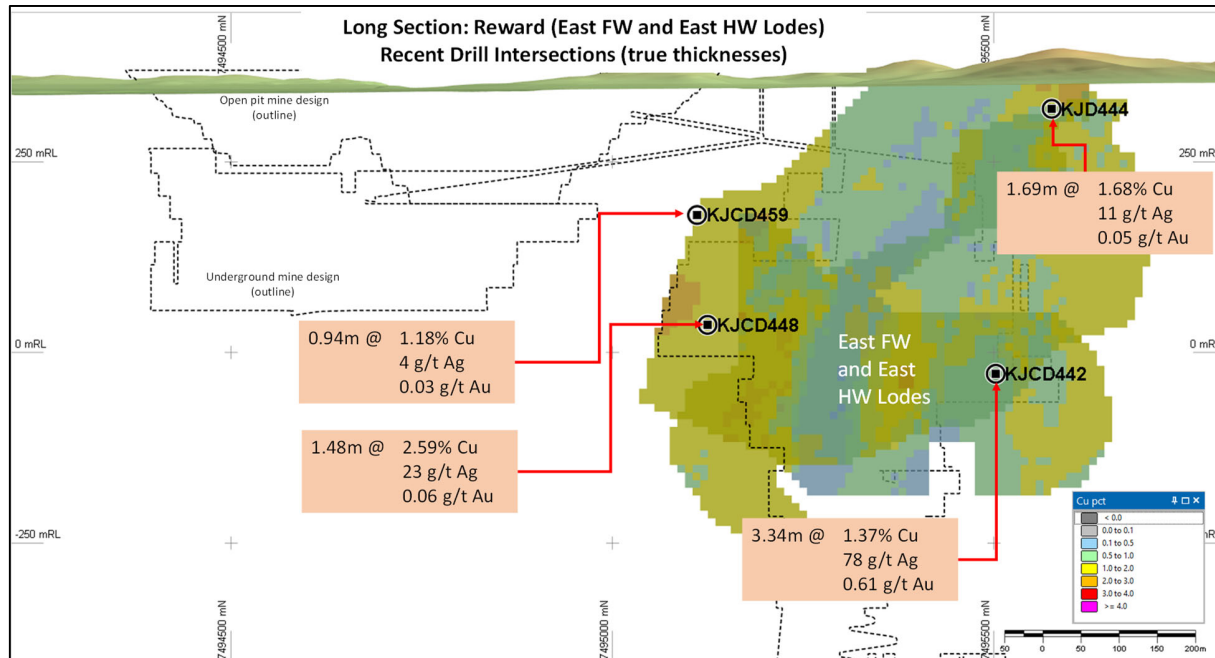 Long Section: Reward (East FW and East HW Lodes)
Recent Drill Intersections (true thicknesses)
7494500 mN
95500 mN
Open pit mine design
(outline)
250 mRL
250 mRL
KJD444
1.69m @ 1.68% Cu
11 g/t Ag
0.05 g/t Au
KJCD459
Underground mine design
(outline)
KJCD448
0.94m @ 1.18% Cu
4 g/t Ag
0.03 g/t Au
0 mRL
0 mRL
East FW
and East
HW Lodes
KJCD442
1.48m @ 2.59% Cu
23 g/t Ag
0.06 g/t Au
3.34m @ 1.37% Cu
78 g/t Ag
0.61 g/t Au
-250 mRL
Cu pct
< 0.0
0.0 to 0.1
0.1 to 0.5
0.5 to 1.0
1.0 to 2.0
2.0 to 3.0
3.0 to 4.0
>= 4.0
7494500 mN
7495000 mN
7495500 mN
50 0 50 100 150 200m